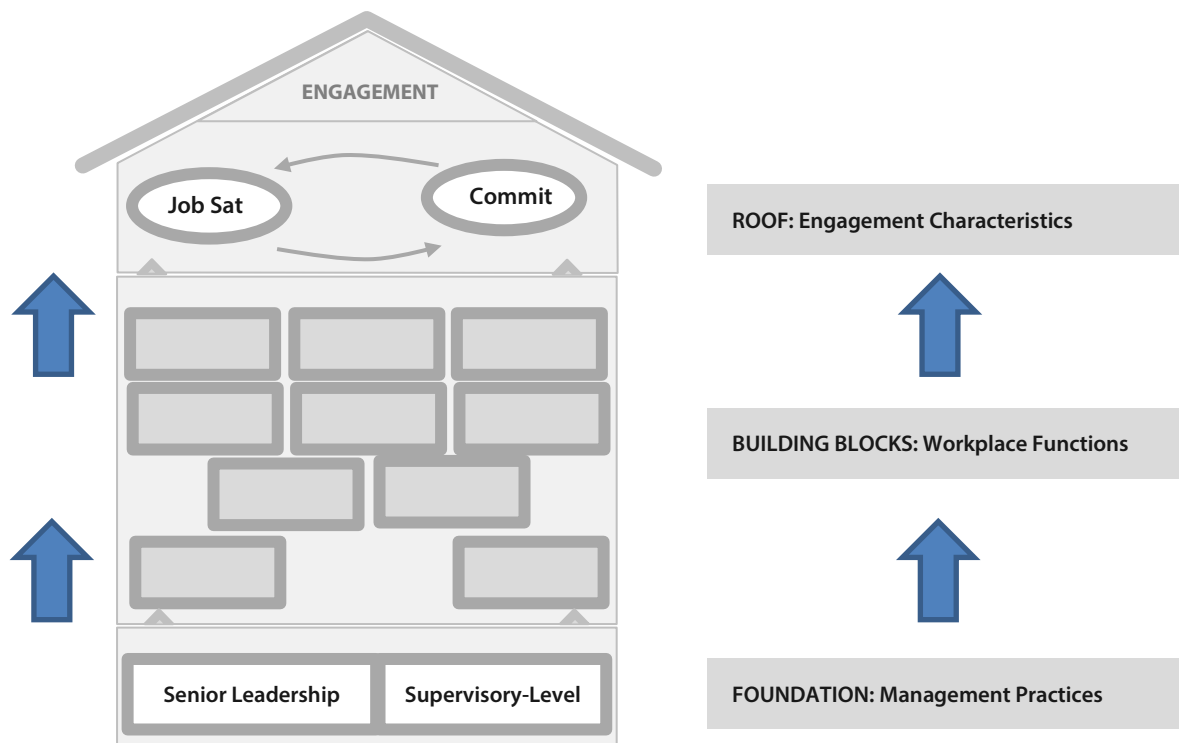 ENGAGEMENT
Job Sat
Commit
ROOF: Engagement Characteristics
BUILDING BLOCKS: Workplace Functions
Senior Leadership
Supervisory-Level
FOUNDATION: Management Practices